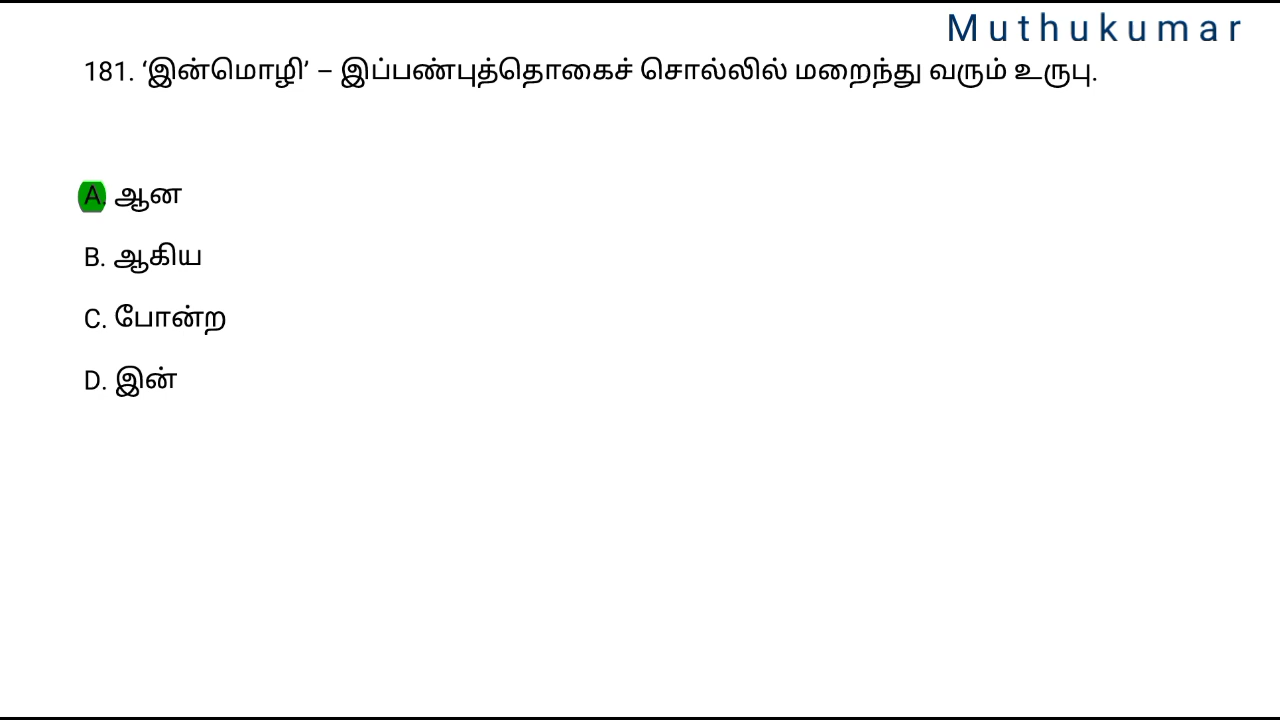 Muthukumar
181. ‘இன்மொழி’ – இப்பண்புத்தொகைச் சொல்லில் மறைந்து வரும் உருபு.
A. ஆன
B. ஆகிய
C. போன்ற
D. இன்